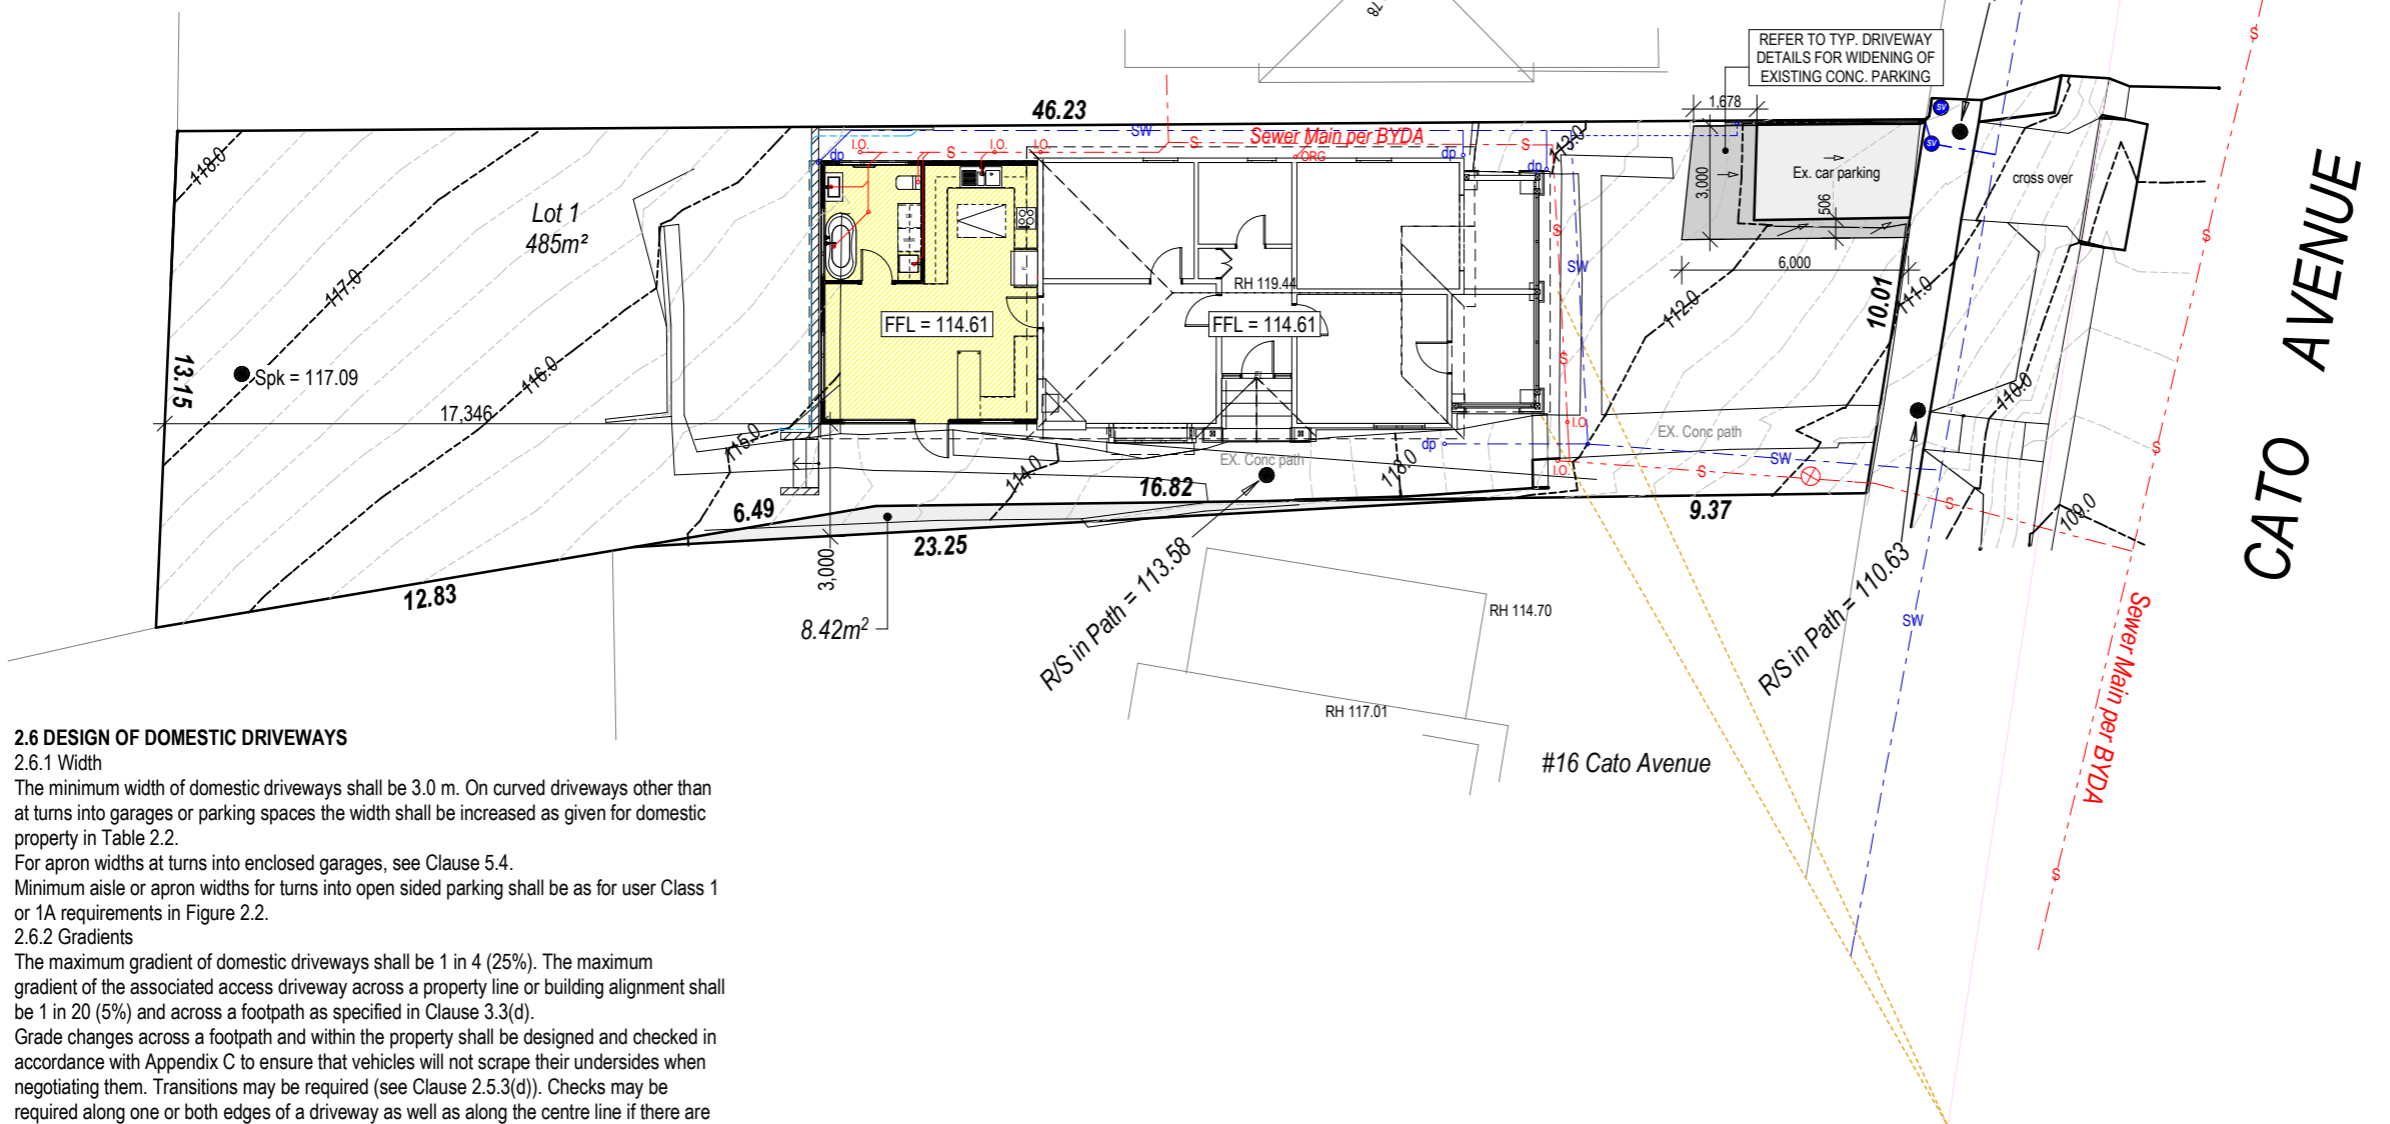 78
REFER TO TYP. DRIVEWAY
DETAILS FOR WIDENING OF
EXISTING CONC. PARKING
46.23
1,678
SW
Sewer Main per BYDA
113.0
S
SV
SV
118.0
dp
I.O.
S
I.O.
I.O.
S
ORG
dp
S
dp
Ex. car parking
3,000
506
cross over
S
CATO AVENUE
Lot 1
485m²
117.0
RH 119.44
FFL = 114.61
FFL = 114.61
S
SW
6,000
112.0
10.01
111.0
S
13.15
Spk = 117.09
116.0
17,346
115.0
S
110.0
EX. Conc path
I.O.
dp
EX. Conc path
114.0
113.0
16.82
I.O.
SW
S
S
S
6.49
9.37
109.0
3,000
23.25
12.83
8.42m²
R/S in Path = 113.58
R/S in Path = 110.63
RH 114.70
SW
Sewer Main per BYDA
RH 117.01
#16 Cato Avenue
S
2.6 DESIGN OF DOMESTIC DRIVEWAYS
2.6.1 Width
The minimum width of domestic driveways shall be 3.0 m. On curved driveways other than
at turns into garages or parking spaces the width shall be increased as given for domestic
property in Table 2.2.
For apron widths at turns into enclosed garages, see Clause 5.4.
Minimum aisle or apron widths for turns into open sided parking shall be as for user Class 1
or 1A requirements in Figure 2.2.
2.6.2 Gradients
The maximum gradient of domestic driveways shall be 1 in 4 (25%). The maximum
gradient of the associated access driveway across a property line or building alignment shall
be 1 in 20 (5%) and across a footpath as specified in Clause 3.3(d).
Grade changes across a footpath and within the property shall be designed and checked in
accordance with Appendix C to ensure that vehicles will not scrape their undersides when
negotiating them. Transitions may be required (see Clause 2.5.3(d)). Checks may be
required along one or both edges of a driveway as well as along the centre line if there are